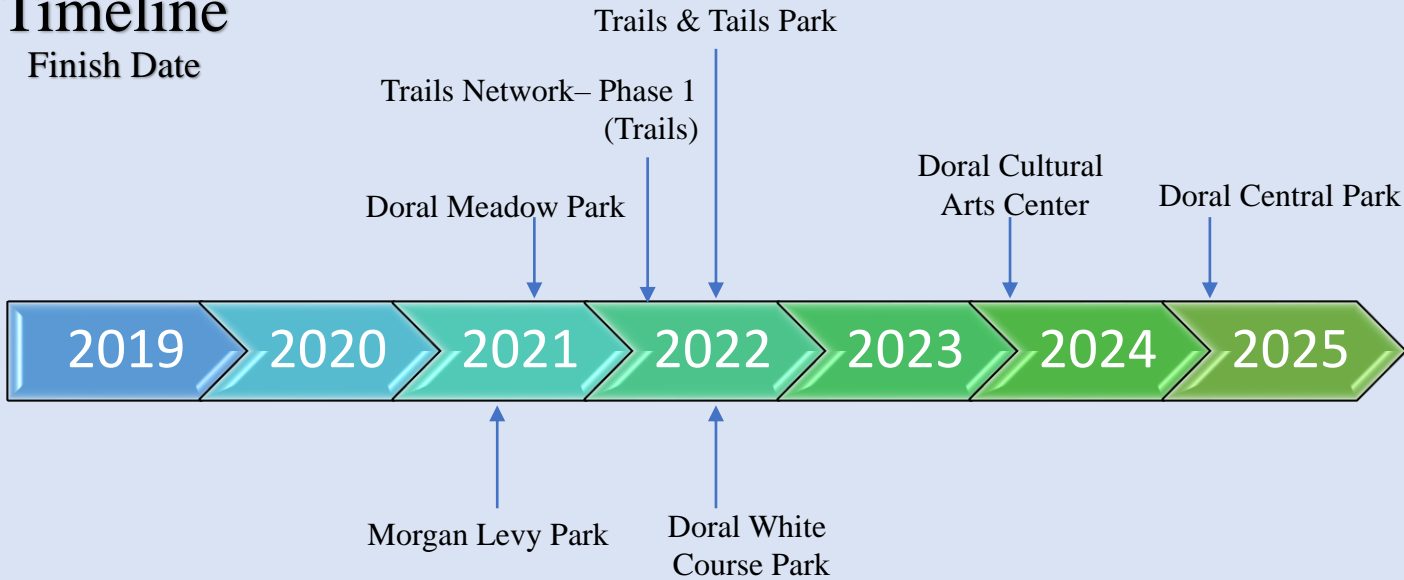 Timeline
Finish Date
Trails & Tails Park
Trails Network– Phase 1
(Trails)
Doral Meadow Park
Doral Cultural
Arts Center
Doral Central Park
2019
2020
2021
2022
2023
2024
2025
Morgan Levy Park
Doral White
Course Park